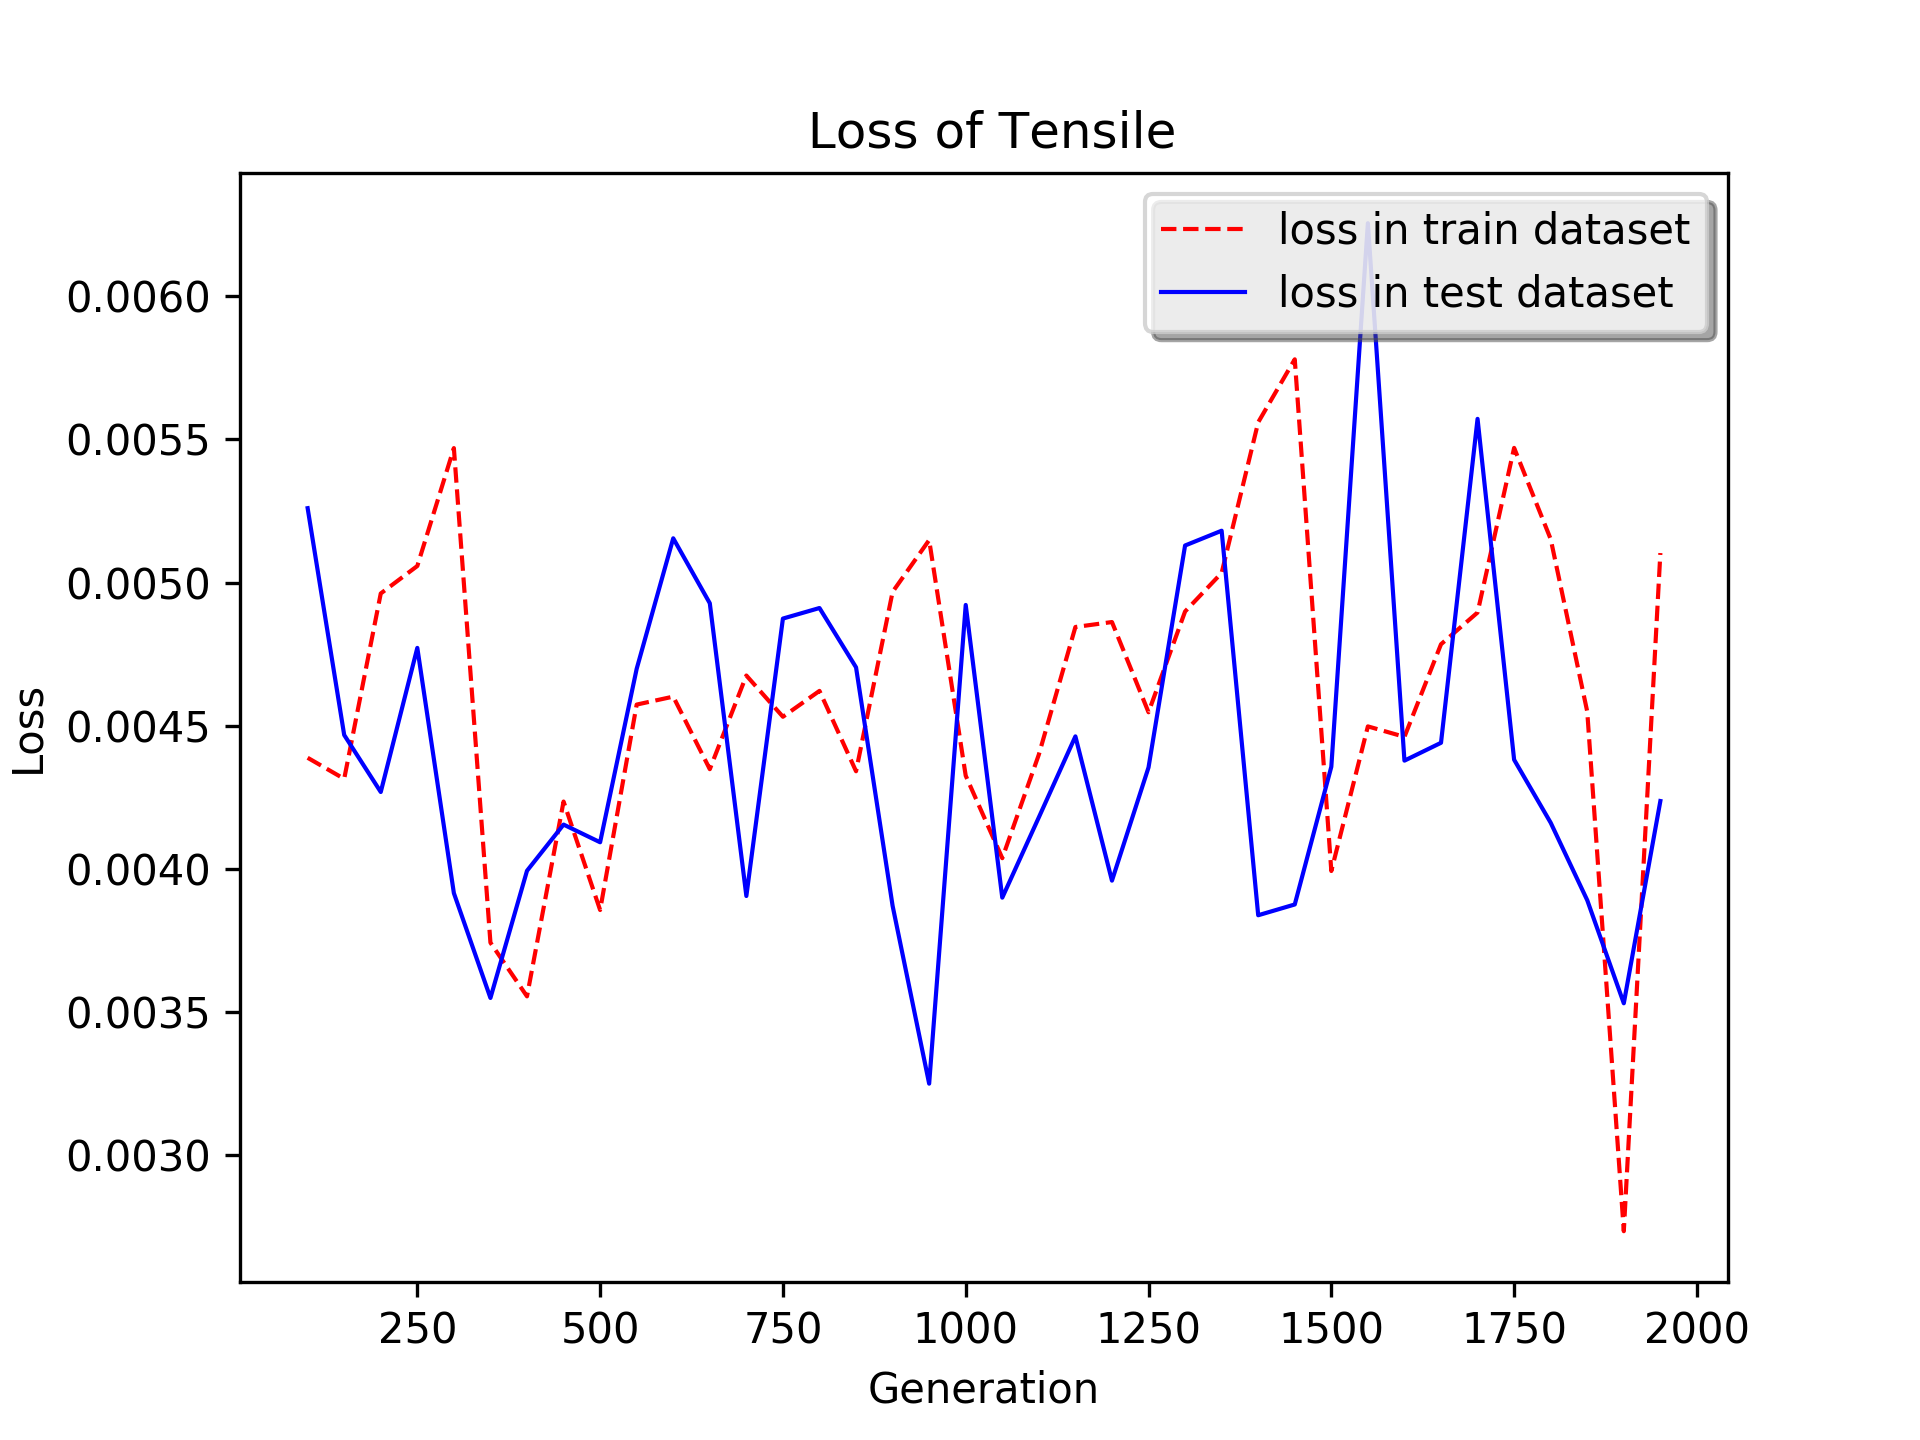 Loss of Tensile
loss in train dataset
loss in test dataset
0.0060
0.0055
0.0050
0.0045
0.0040
0.0035
0.0030
Loss
250 500 750 1000 1250 1500 1750 2000
Generation